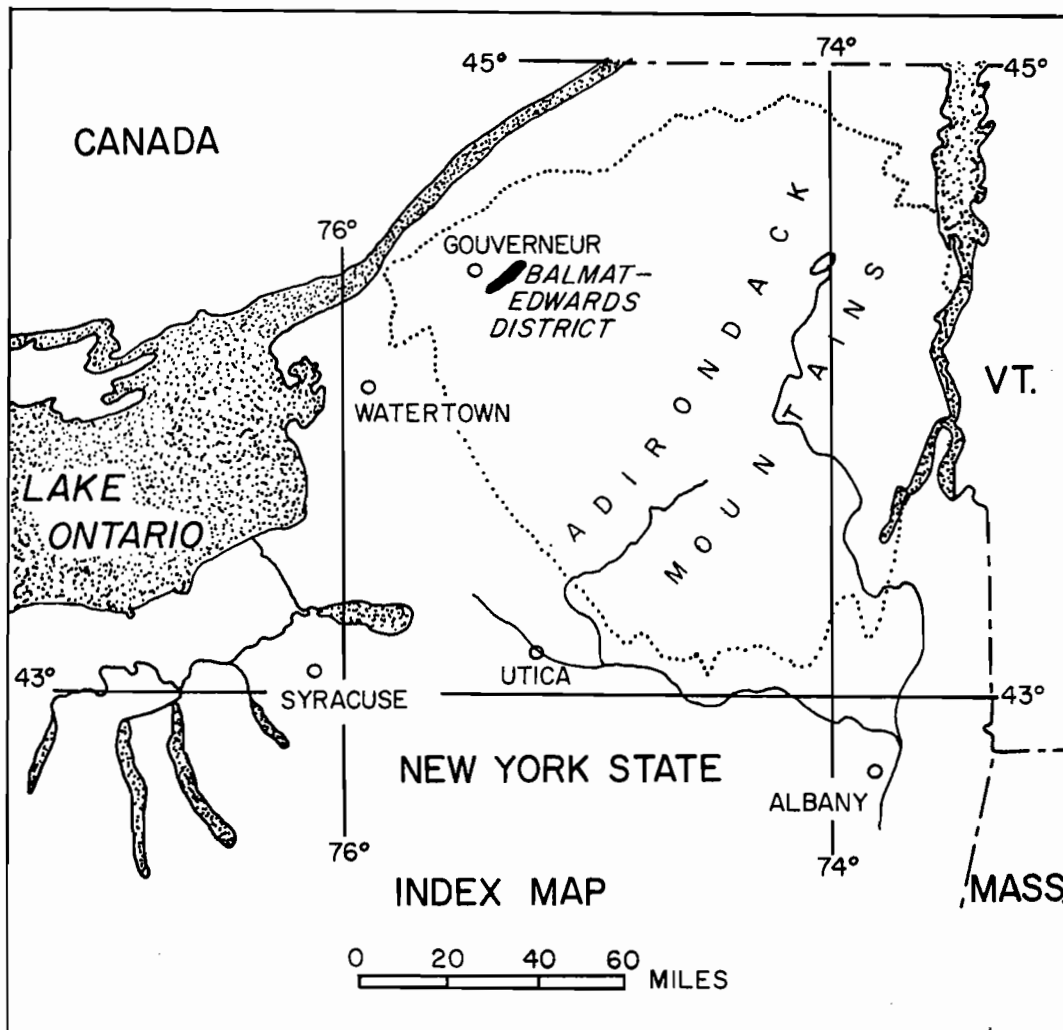 74°
45°
45°
CANADA
76°
GOUVERNEUR
BALMAT-
EDWARDS
DISTRICT
ADIRONDACK
MOUNTAINS
WATERTOWN
VT.
LAKE
ONTARIO
43°
SYRACUSE
UTICA
43°
NEW YORK STATE
ALBANY
76°
74°
INDEX MAP
MASS
0 20 40 60 MILES